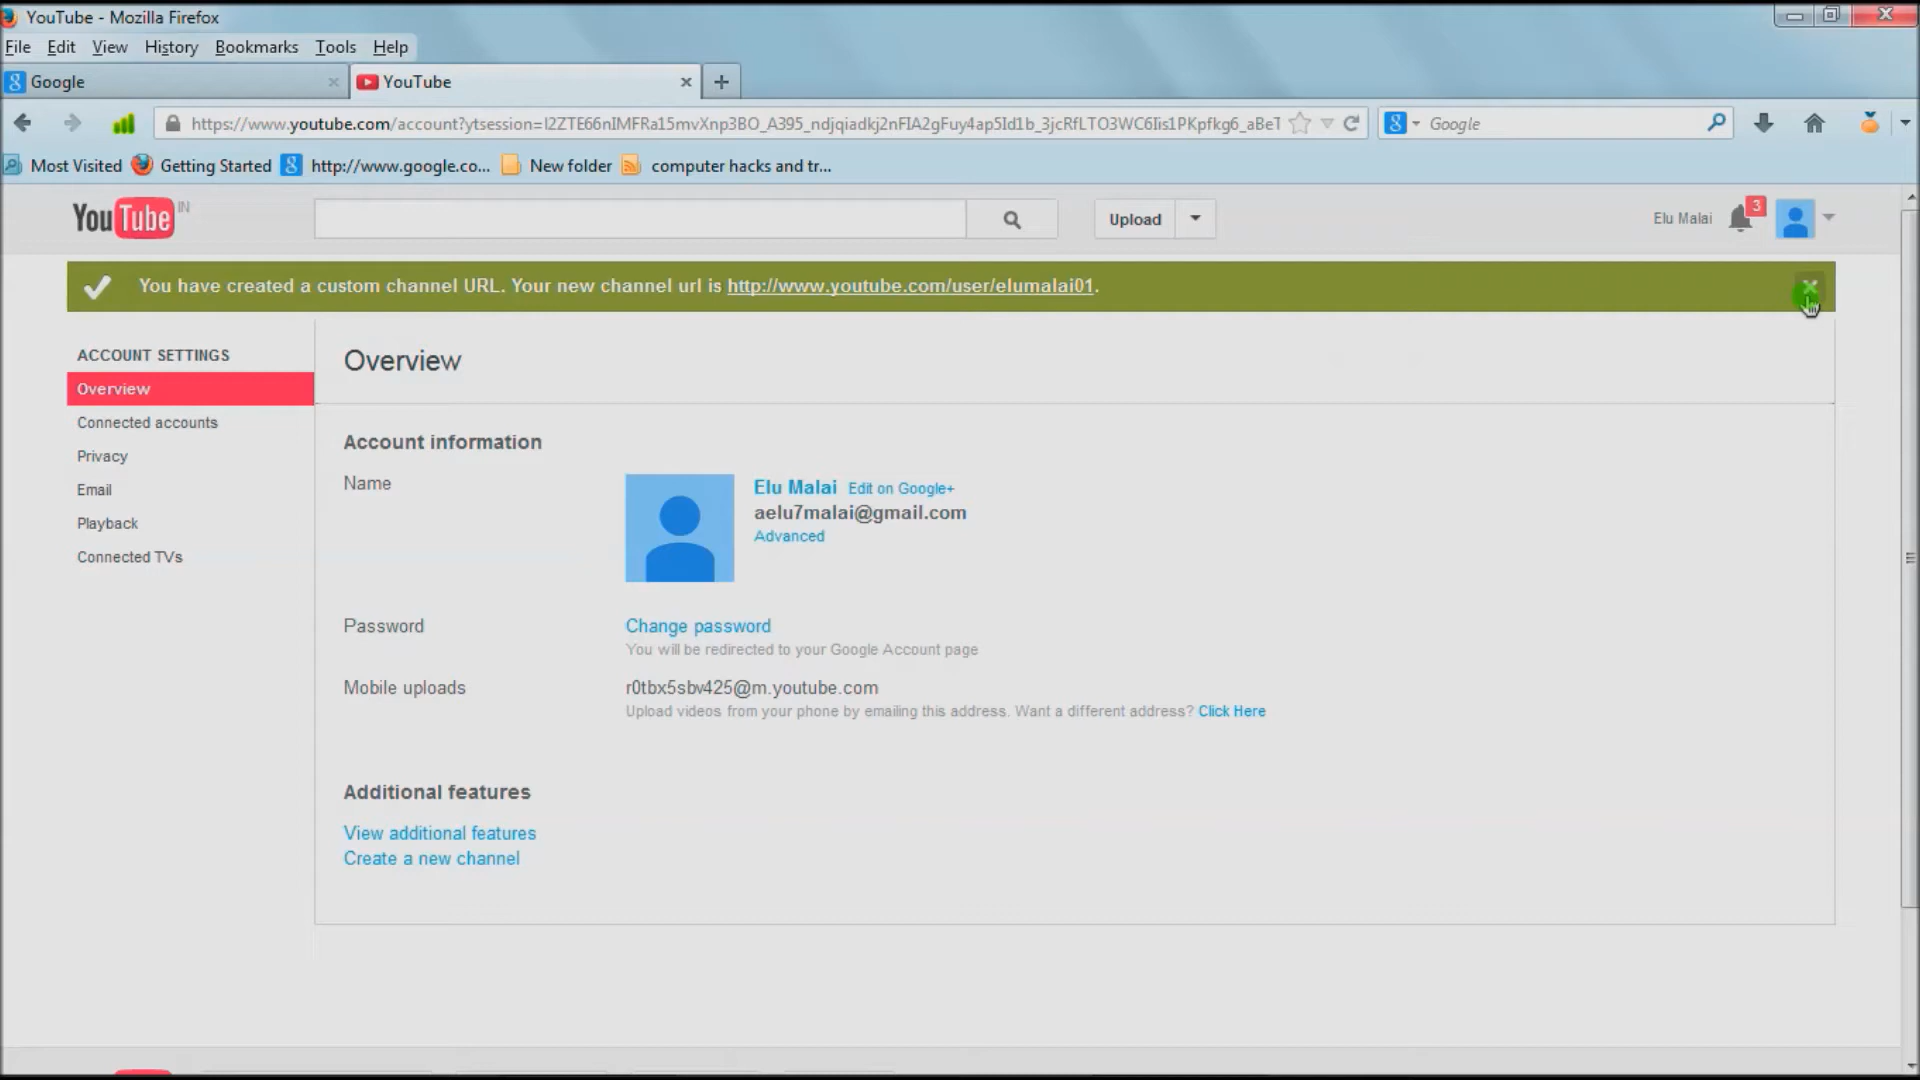 YouTube - Mozilla Firefox
File Edit View History Bookmarks Tools Help
Google
YouTube
https://www.youtube.com/account?ytsession=I2ZTE66nIMFRa15mvXnp3BO_A395_ndjqiadkj2nFIA2gFuy4ap5Id1b_3jcRfLTO3WC6Iis1PKpfkg6_aBeT
Google
Most Visited Getting Started http://www.google.co... New folder computer hacks and tr...
YouTube IN
Upload
Elu Malai
3
You have created a custom channel URL. Your new channel url is http://www.youtube.com/user/elumalai01.
ACCOUNT SETTINGS
Overview
Connected accounts
Privacy
Email
Playback
Connected TVs
Overview
Account information
Name
Elu Malai Edit on Google+
aelu7malai@gmail.com
Advanced
Password
Change password
You will be redirected to your Google Account page
Mobile uploads
r0tbx5sbv425@m.youtube.com
Upload videos from your phone by emailing this address. Want a different address? Click Here
Additional features
View additional features
Create a new channel